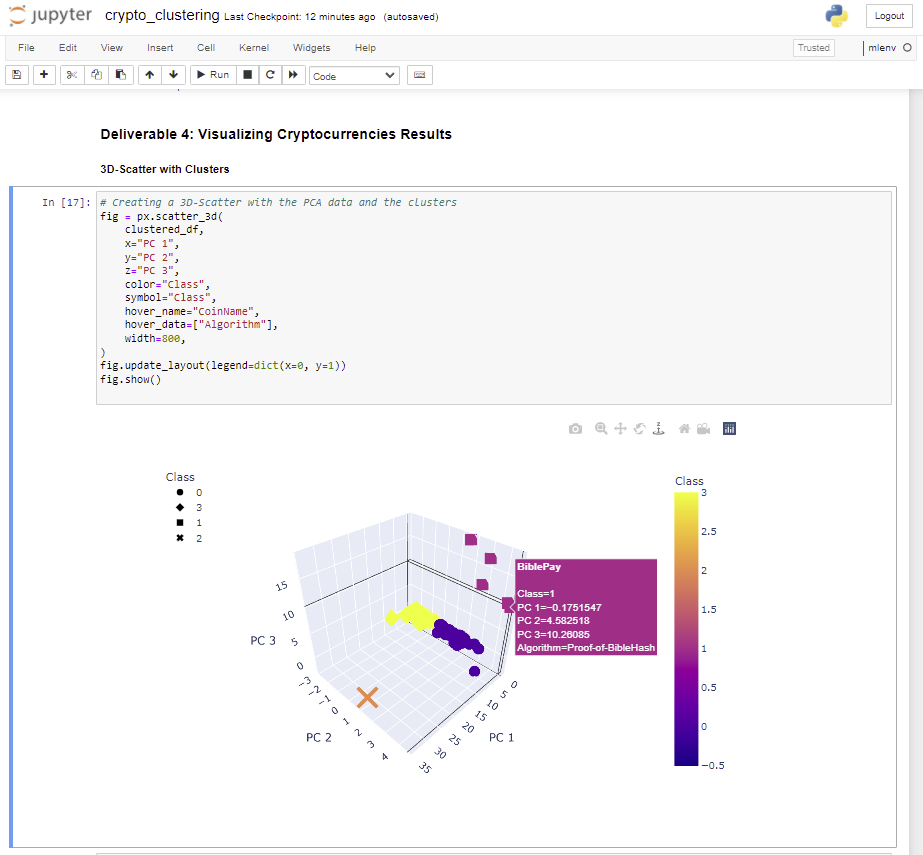 jupyter crypto_clustering Last Checkpoint: 12 minutes ago (autosaved)
Logout
File Edit View Insert Cell Kernel Widgets Help
Trusted mlenv
Run Code
Deliverable 4: Visualizing Cryptocurrencies Results
3D-Scatter with Clusters
In [17]:
# Creating a 3D-Scatter with the PCA data and the clusters
fig = px.scatter_3d(
    clustered_df,
    x="PC 1",
    y="PC 2",
    z="PC 3",
    color="Class",
    symbol="Class",
    hover_name="CoinName",
    hover_data=["Algorithm"],
    width=800,
)
fig.update_layout(legend=dict(x=0, y=1))
fig.show()
Class
0
3
1
2
Class
3
2.5
2
1.5
1
0.5
0
−0.5
BiblePay
Class=1
PC 1=−0.1751547
PC 2=4.582518
PC 3=10.26085
Algorithm=Proof-of-BibleHash
15
10
5
0
PC 3
0
1
2
3
4
PC 2
0
5
10
15
20
25
30
35
PC 1